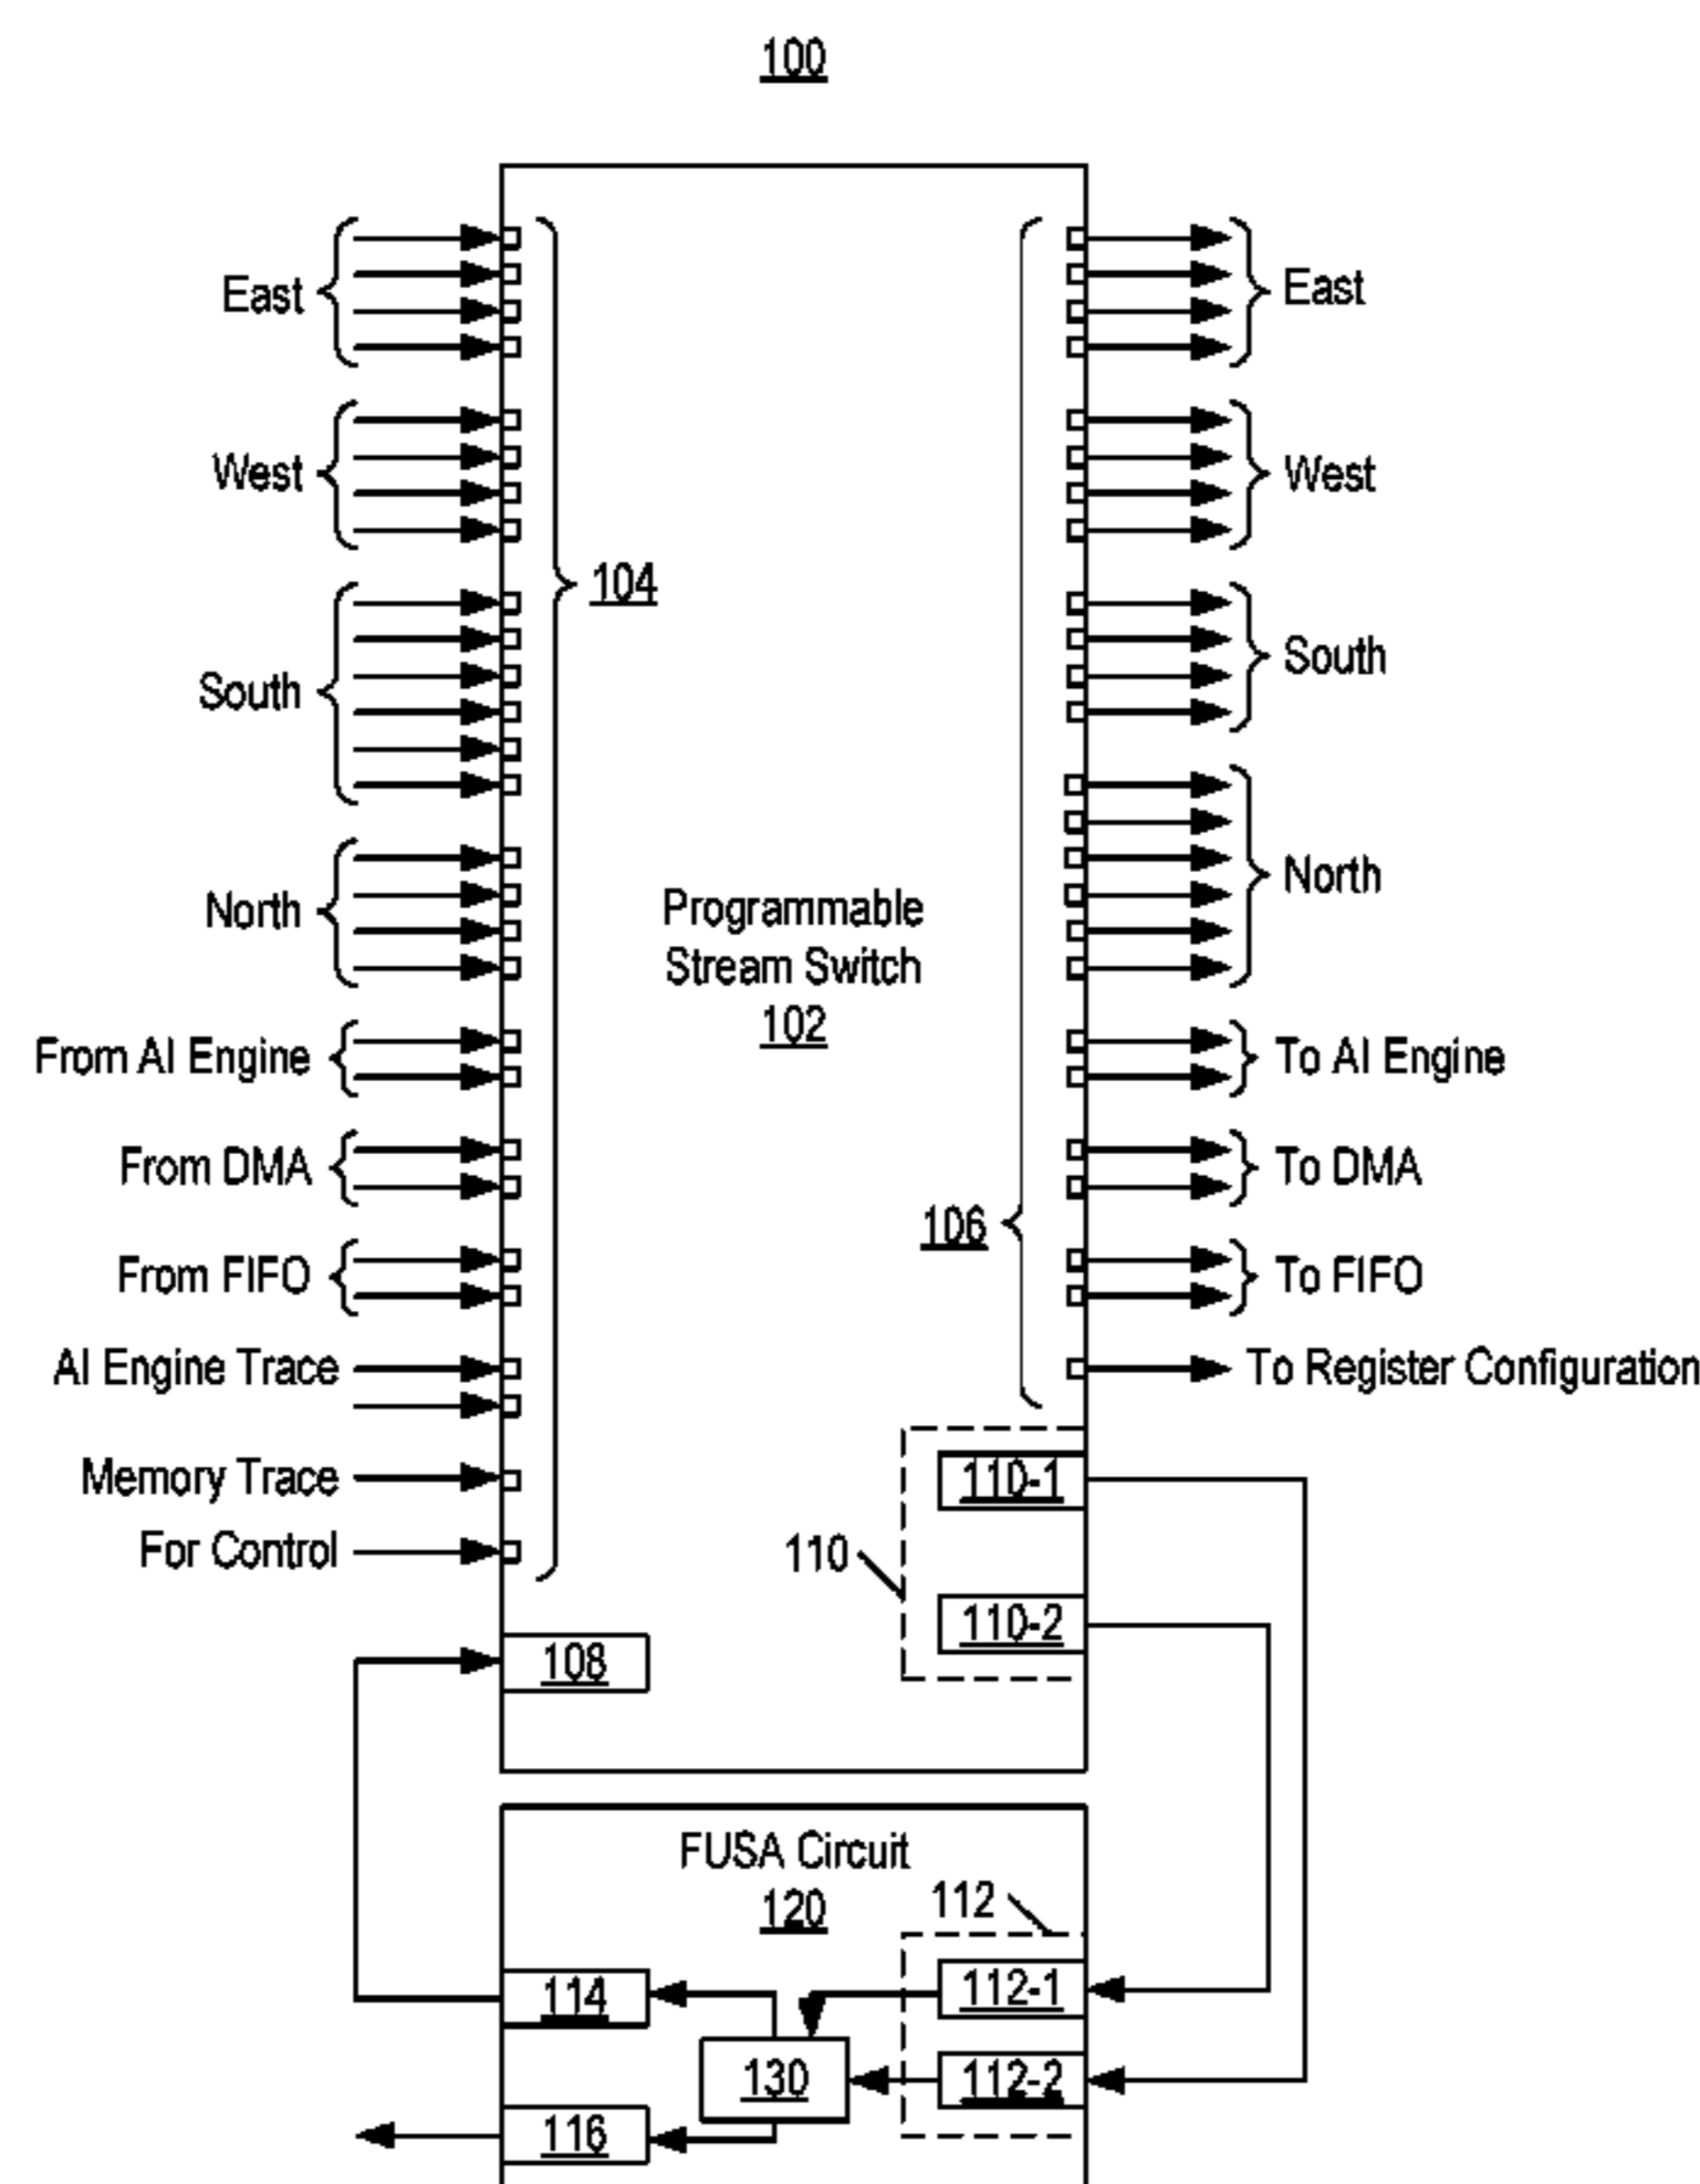 100
East
East
West
West
104
South
South
North
North
Programmable
Stream Switch
102
From AI Engine
To AI Engine
From DMA
To DMA
106
From FIFO
To FIFO
AI Engine Trace
To Register Configuration
Memory Trace
110-1
For Control
110
110-2
108
FUSA Circuit
120
112
114
112-1
130
112-2
116